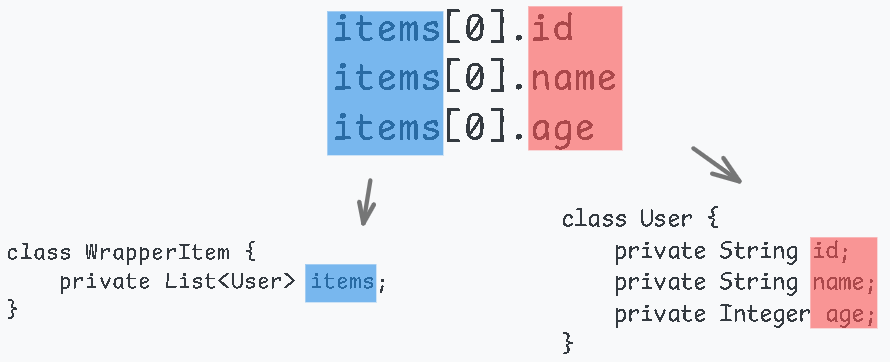 items[0].id
items[0].name
items[0].age
class WrapperItem {
    private List<User> items;
}
class User {
    private String id;
    private String name;
    private Integer age;
}